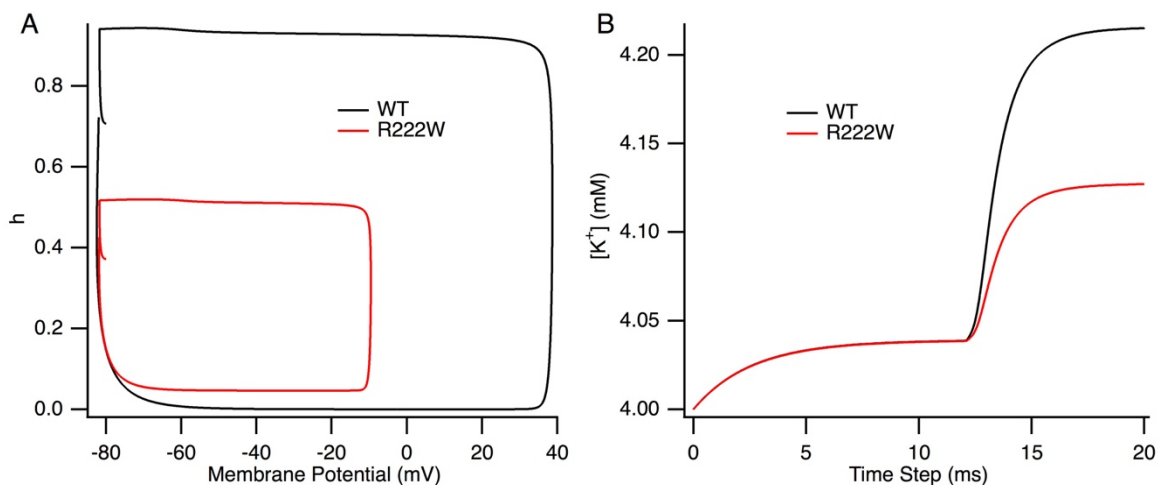 A
WT
R222W
h
0.8
0.6
0.4
0.2
0.0
-80 -60 -40 -20 0 20 40
Membrane Potential (mV)
B
WT
R222W
[K+] (mM)
4.20
4.15
4.10
4.05
4.00
0 5 10 15 20
Time Step (ms)